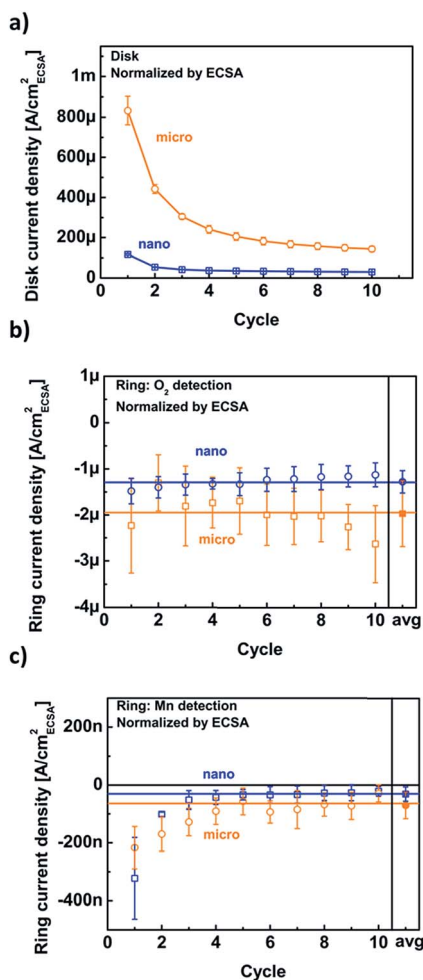 a)
Disk
Normalized by ECSA
micro
nano
Disk current density [A/cm²ECSA]
1m
800µ
600µ
400µ
200µ
0
0 2 4 6 8 10
Cycle
b)
Ring: O₂ detection
Normalized by ECSA
nano
micro
Ring current density [A/cm²ECSA]
1µ
0
-1µ
-2µ
-3µ
-4µ
0 2 4 6 8 10 avg
Cycle
c)
Ring: Mn detection
Normalized by ECSA
nano
micro
Ring current density [A/cm²ECSA]
200n
0
-200n
-400n
0 2 4 6 8 10 avg
Cycle